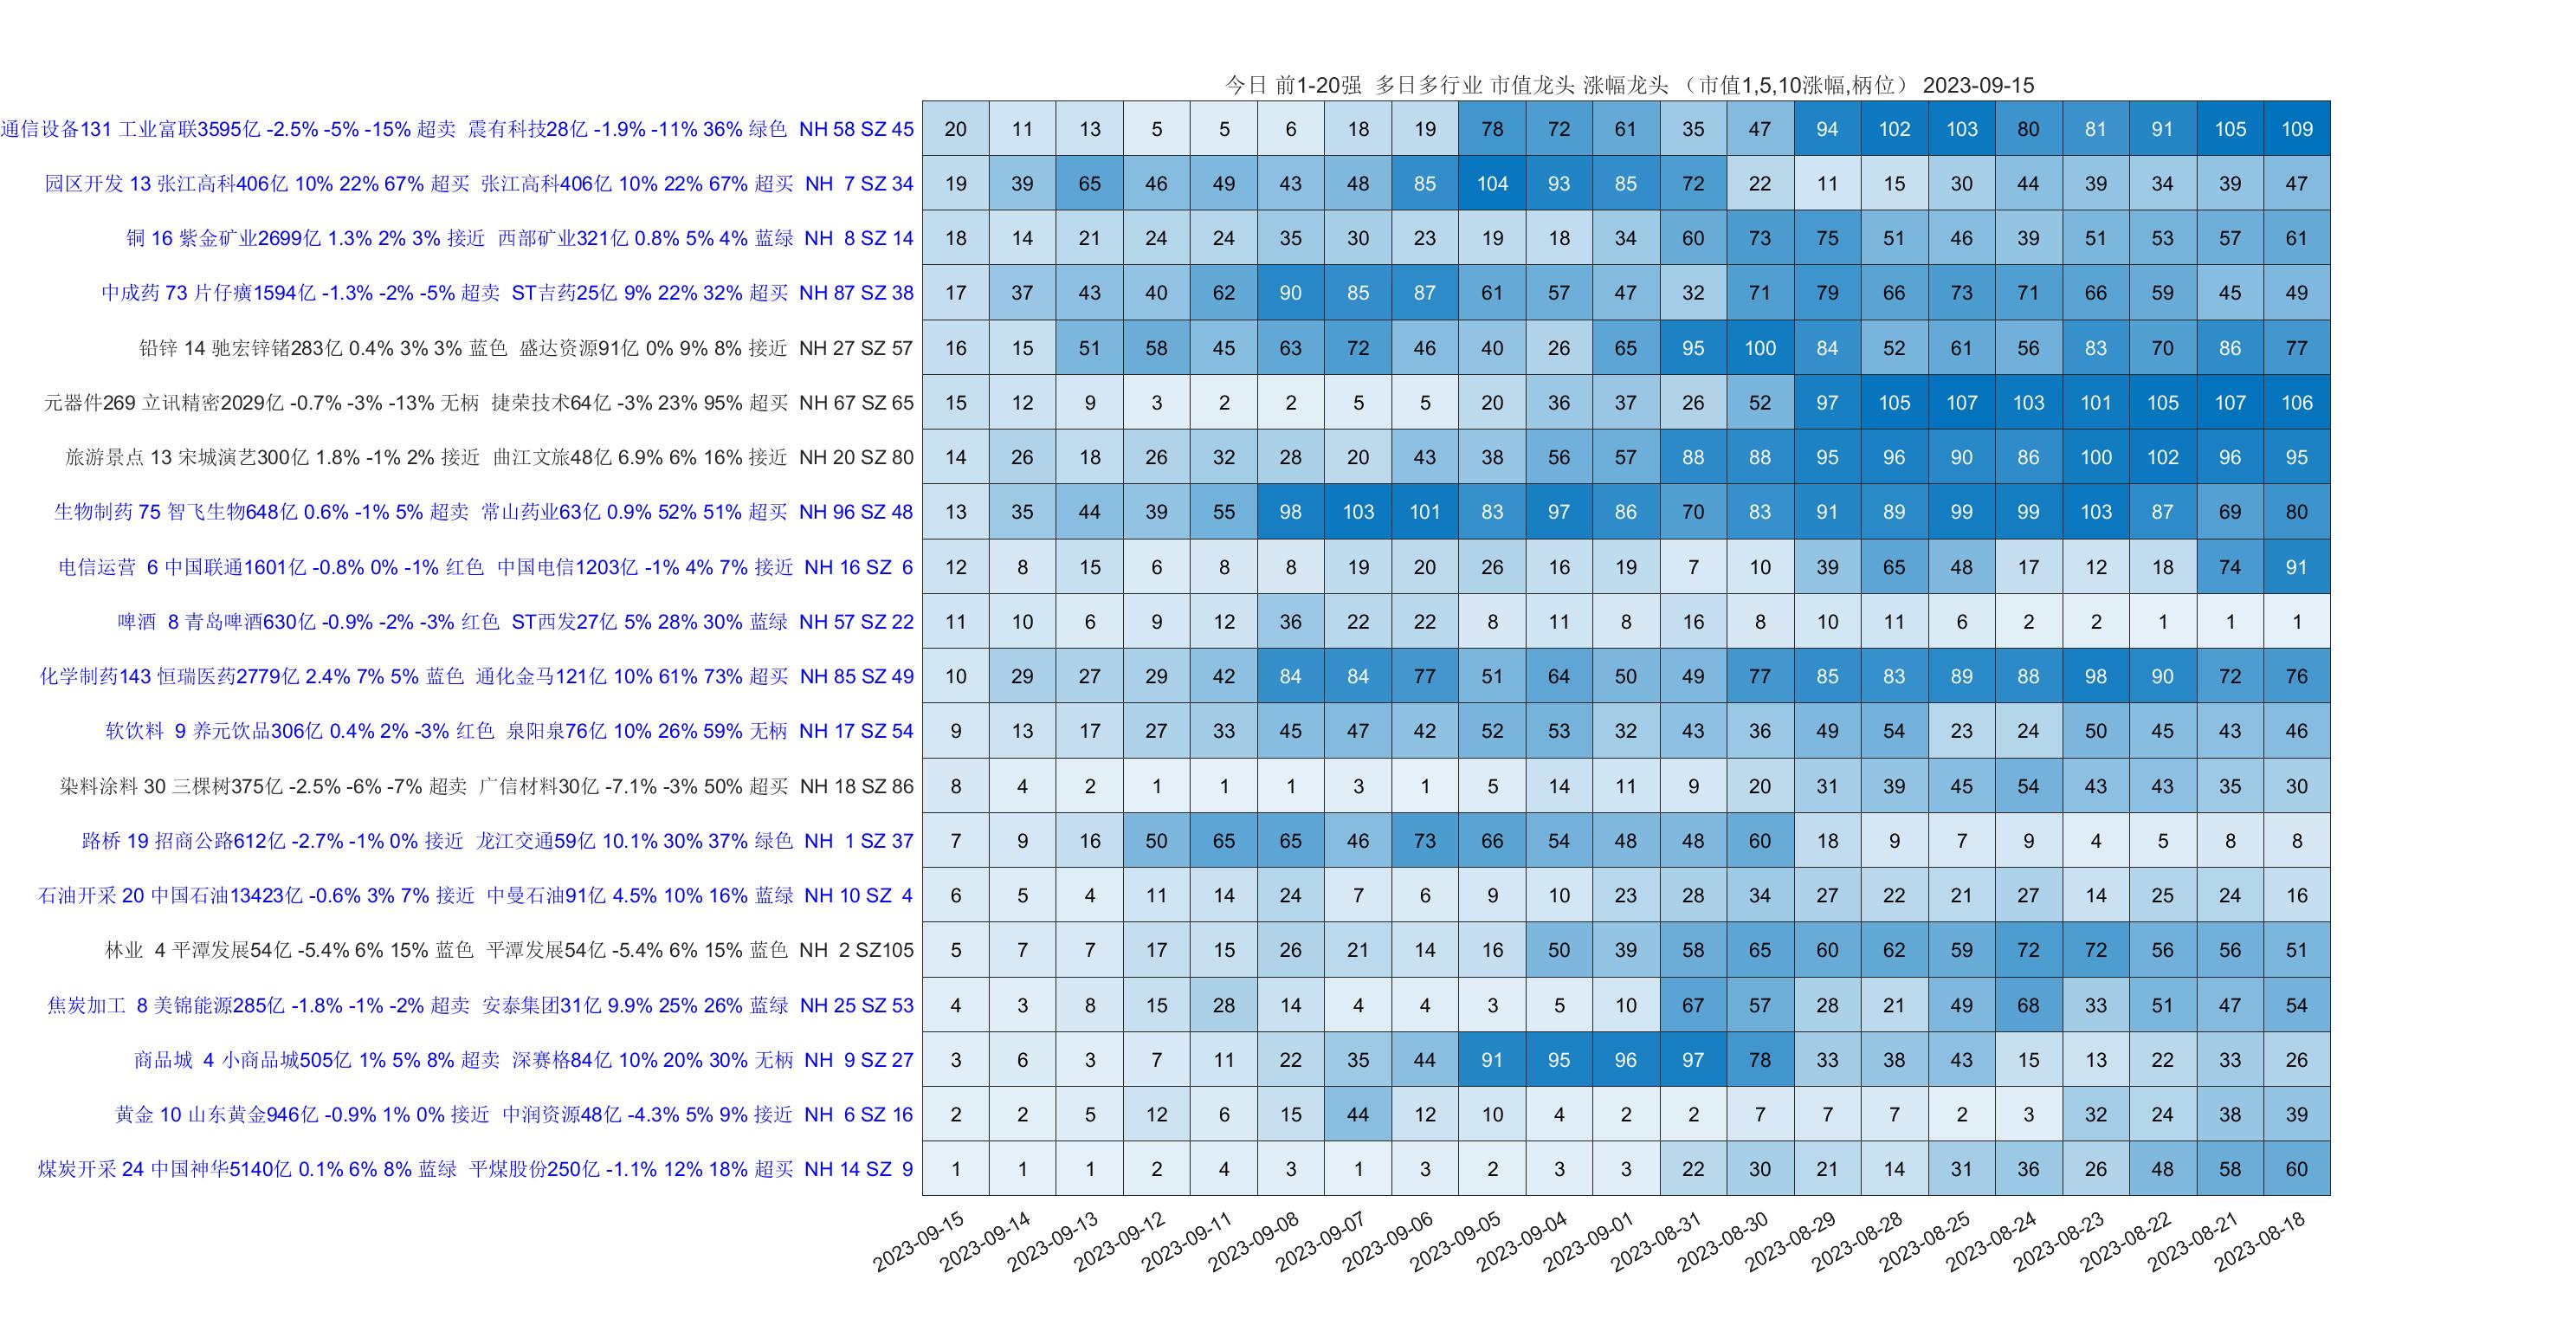 今日 前1-20强 多日多行业 市值龙头 涨幅龙头 （市值1,5,10涨幅,柄位） 2023-09-15
通信设备131 工业富联3595亿 -2.5% -5% -15% 超卖 震有科技28亿 -1.9% -11% 36% 绿色 NH 58 SZ 45 20 11 13 5 5 6 18 19 78 72 61 35 47 94 102 103 80 81 91 105 109
园区开发 13 张江高科406亿 10% 22% 67% 超买 张江高科406亿 10% 22% 67% 超买 NH 7 SZ 34 19 39 65 46 49 43 48 85 104 93 85 72 22 11 15 30 44 39 34 39 47
铜 16 紫金矿业2699亿 1.3% 2% 3% 接近 西部矿业321亿 0.8% 5% 4% 蓝绿 NH 8 SZ 14 18 14 21 24 24 35 30 23 19 18 34 60 73 75 51 46 39 51 53 57 61
中成药 73 片仔癀1594亿 -1.3% -2% -5% 超卖 ST吉药25亿 9% 22% 32% 超买 NH 87 SZ 38 17 37 43 40 62 90 85 87 61 57 47 32 71 79 66 73 71 66 59 45 49
铅锌 14 驰宏锌锗283亿 0.4% 3% 3% 蓝色 盛达资源91亿 0% 9% 8% 接近 NH 27 SZ 57 16 15 51 58 45 63 72 46 40 26 65 95 100 84 52 61 56 83 70 86 77
元器件269 立讯精密2029亿 -0.7% -3% -13% 无柄 捷荣技术64亿 -3% 23% 95% 超买 NH 67 SZ 65 15 12 9 3 2 2 5 5 20 36 37 26 52 97 105 107 103 101 105 107 106
旅游景点 13 宋城演艺300亿 1.8% -1% 2% 接近 曲江文旅48亿 6.9% 6% 16% 接近 NH 20 SZ 80 14 26 18 26 32 28 20 43 38 56 57 88 88 95 96 90 86 100 102 96 95
生物制药 75 智飞生物648亿 0.6% -1% 5% 超卖 常山药业63亿 0.9% 52% 51% 超买 NH 96 SZ 48 13 35 44 39 55 98 103 101 83 97 86 70 83 91 89 99 99 103 87 69 80
电信运营 6 中国联通1601亿 -0.8% 0% -1% 红色 中国电信1203亿 -1% 4% 7% 接近 NH 16 SZ 6 12 8 15 6 8 8 19 20 26 16 19 7 10 39 65 48 17 12 18 74 91
啤酒 8 青岛啤酒630亿 -0.9% -2% -3% 红色 ST西发27亿 5% 28% 30% 蓝绿 NH 57 SZ 22 11 10 6 9 12 36 22 22 8 11 8 16 8 10 11 6 2 2 1 1 1
化学制药143 恒瑞医药2779亿 2.4% 7% 5% 蓝色 通化金马121亿 10% 61% 73% 超买 NH 85 SZ 49 10 29 27 29 42 84 84 77 51 64 50 49 77 85 83 89 88 98 90 72 76
软饮料 9 养元饮品306亿 0.4% 2% -3% 红色 泉阳泉76亿 10% 26% 59% 无柄 NH 17 SZ 54 9 13 17 27 33 45 47 42 52 53 32 43 36 49 54 23 24 50 45 43 46
染料涂料 30 三棵树375亿 -2.5% -6% -7% 超卖 广信材料30亿 -7.1% -3% 50% 超买 NH 18 SZ 86 8 4 2 1 1 1 3 1 5 14 11 9 20 31 39 45 54 43 43 35 30
路桥 19 招商公路612亿 -2.7% -1% 0% 接近 龙江交通59亿 10.1% 30% 37% 绿色 NH 1 SZ 37 7 9 16 50 65 65 46 73 66 54 48 48 60 18 9 7 9 4 5 8 8
石油开采 20 中国石油13423亿 -0.6% 3% 7% 接近 中曼石油91亿 4.5% 10% 16% 蓝绿 NH 10 SZ 4 6 5 4 11 14 24 7 6 9 10 23 28 34 27 22 21 27 14 25 24 16
林业 4 平潭发展54亿 -5.4% 6% 15% 蓝色 平潭发展54亿 -5.4% 6% 15% 蓝色 NH 2 SZ105 5 7 7 17 15 26 21 14 16 50 39 58 65 60 62 59 72 72 56 56 51
焦炭加工 8 美锦能源285亿 -1.8% -1% -2% 超卖 安泰集团31亿 9.9% 25% 26% 蓝绿 NH 25 SZ 53 4 3 8 15 28 14 4 4 3 5 10 67 57 28 21 49 68 33 51 47 54
商品城 4 小商品城505亿 1% 5% 8% 超卖 深赛格84亿 10% 20% 30% 无柄 NH 9 SZ 27 3 6 3 7 11 22 35 44 91 95 96 97 78 33 38 43 15 13 22 33 26
黄金 10 山东黄金946亿 -0.9% 1% 0% 接近 中润资源48亿 -4.3% 5% 9% 接近 NH 6 SZ 16 2 2 5 12 6 15 44 12 10 4 2 2 7 7 7 2 3 32 24 38 39
煤炭开采 24 中国神华5140亿 0.1% 6% 8% 蓝绿 平煤股份250亿 -1.1% 12% 18% 超买 NH 14 SZ 9 1 1 1 2 4 3 1 3 2 3 3 22 30 21 14 31 36 26 48 58 60
2023-09-15 2023-09-14 2023-09-13 2023-09-12 2023-09-11 2023-09-08 2023-09-07 2023-09-06 2023-09-05 2023-09-04 2023-09-01 2023-08-31 2023-08-30 2023-08-29 2023-08-28 2023-08-25 2023-08-24 2023-08-23 2023-08-22 2023-08-21 2023-08-18